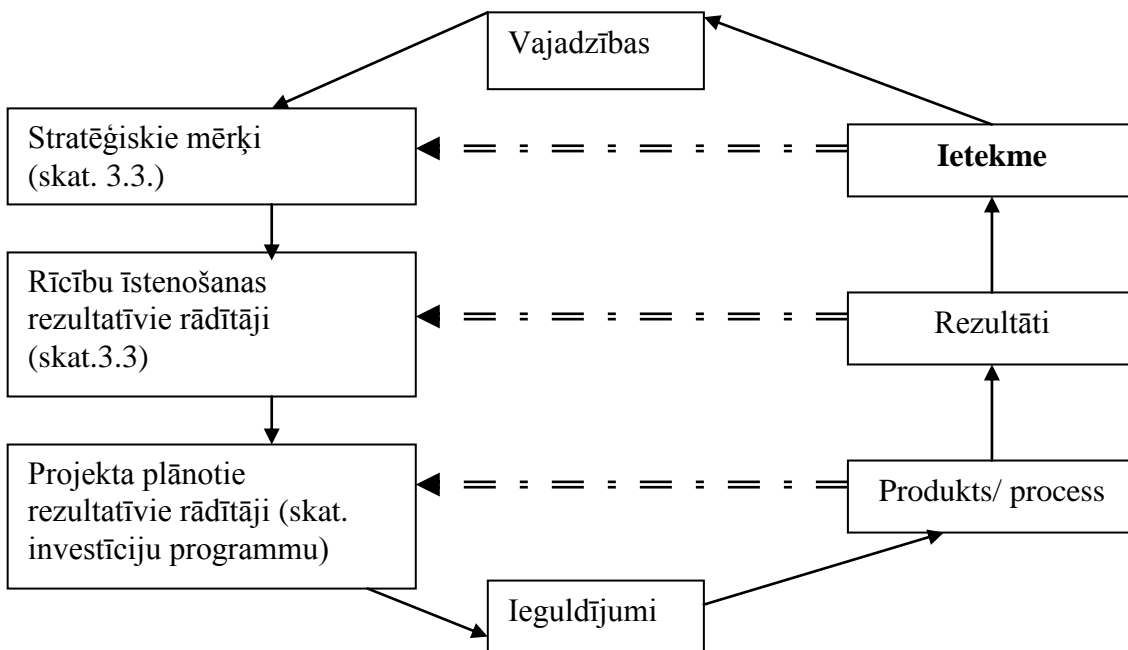 Vajadzības
Stratēģiskie mērķi
(skat. 3.3.)
Ietekme
Rīcību īstenošanas
rezultatīvie rādītāji
(skat.3.3)
Rezultāti
Projekta plānotie
rezultatīvie rādītāji (skat.
investīciju programmu)
Produkts/ process
Ieguldījumi